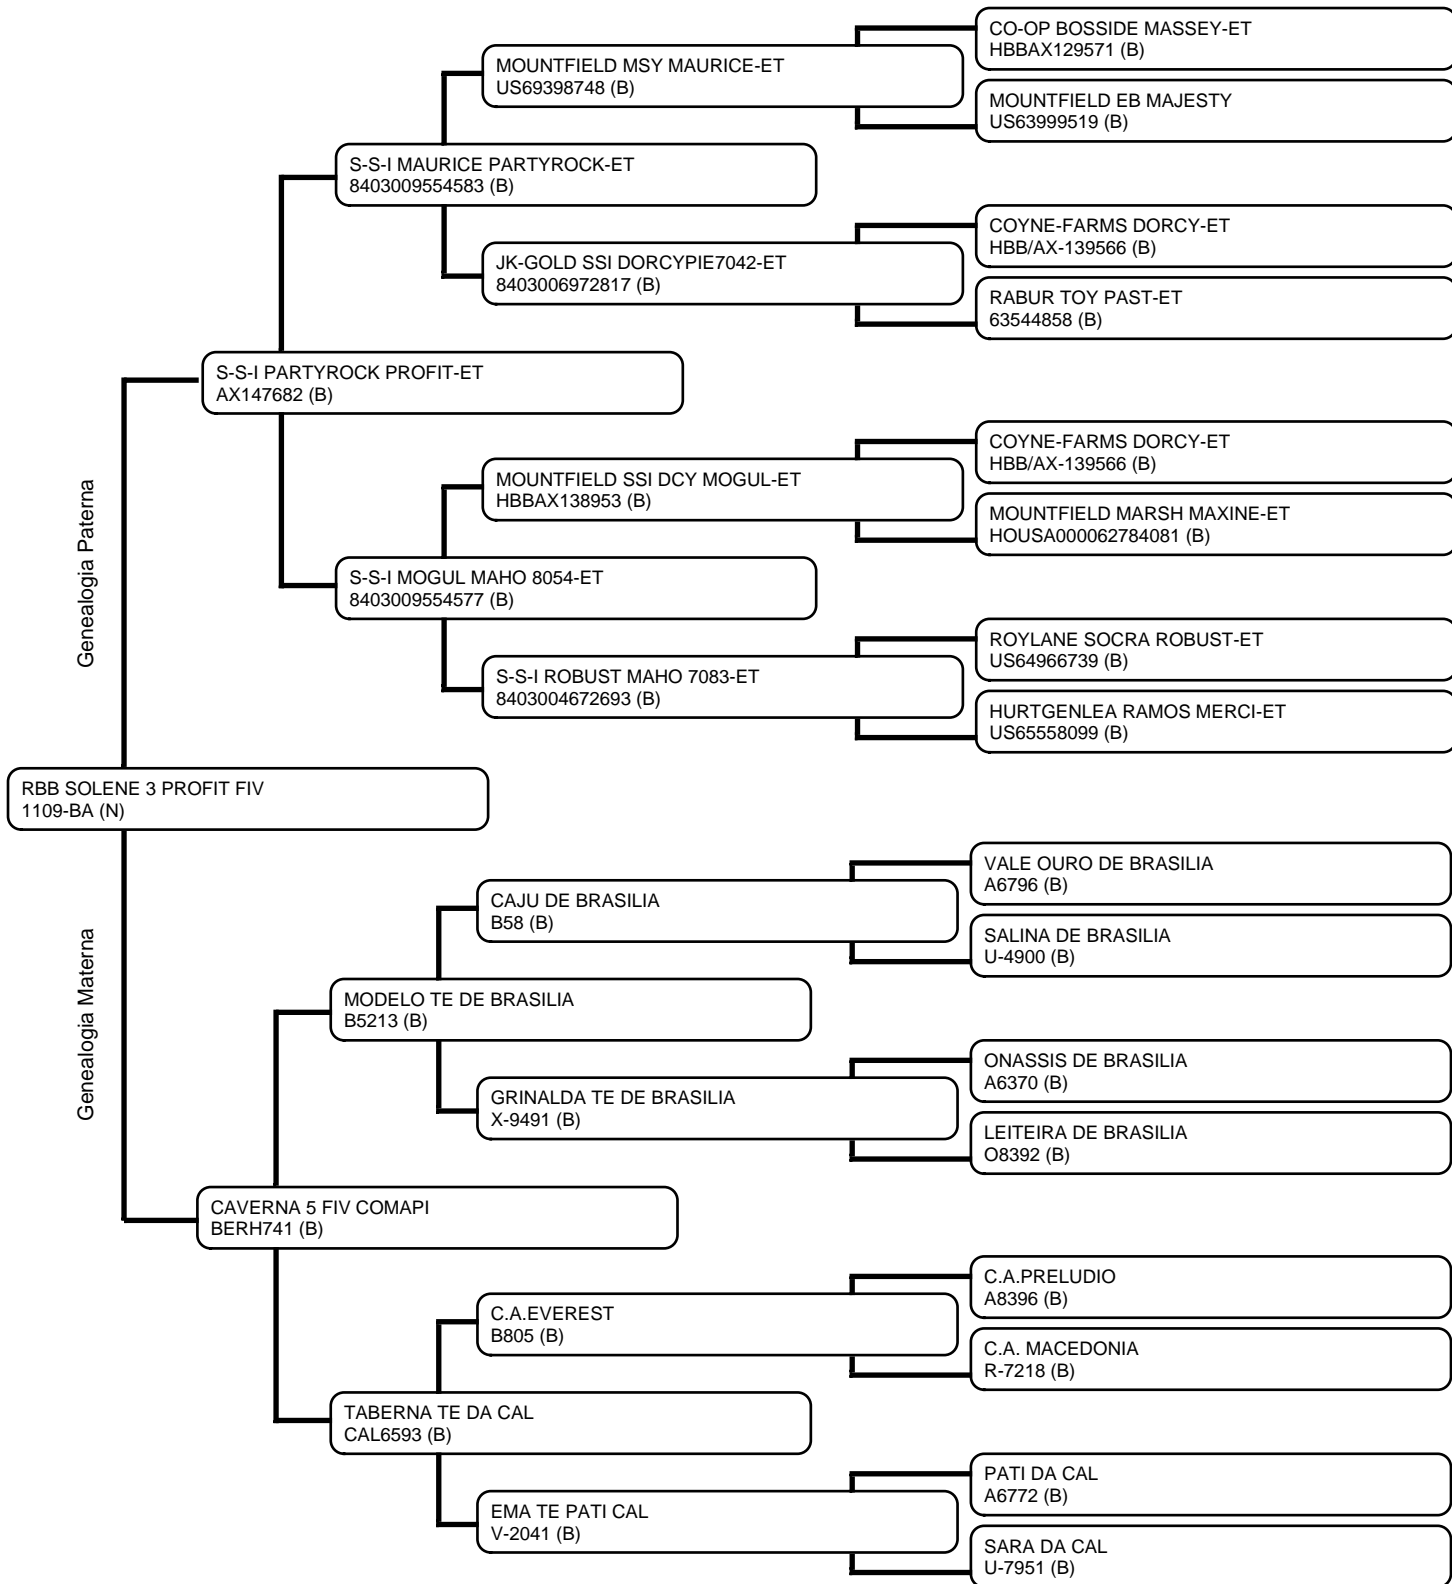 CO-OP BOSSIDE MASSEY-ET
HBBAX129571 (B)
MOUNTFIELD MSY MAURICE-ET
US69398748 (B)
MOUNTFIELD EB MAJESTY
US63999519 (B)
S-S-I MAURICE PARTYROCK-ET
8403009554583 (B)
COYNE-FARMS DORCY-ET
HBB/AX-139566 (B)
JK-GOLD SSI DORCYPIE7042-ET
8403006972817 (B)
RABUR TOY PAST-ET
63544858 (B)
S-S-I PARTYROCK PROFIT-ET
AX147682 (B)
COYNE-FARMS DORCY-ET
HBB/AX-139566 (B)
MOUNTFIELD SSI DCY MOGUL-ET
HBBAX138953 (B)
MOUNTFIELD MARSH MAXINE-ET
HOUSA000062784081 (B)
Genealogia Paterna
S-S-I MOGUL MAHO 8054-ET
8403009554577 (B)
ROYLANE SOCRA ROBUST-ET
US64966739 (B)
S-S-I ROBUST MAHO 7083-ET
8403004672693 (B)
HURTGENLEA RAMOS MERCI-ET
US65558099 (B)
RBB SOLENE 3 PROFIT FIV
1109-BA (N)
VALE OURO DE BRASILIA
A6796 (B)
CAJU DE BRASILIA
B58 (B)
SALINA DE BRASILIA
U-4900 (B)
MODELO TE DE BRASILIA
B5213 (B)
Genealogia Materna
ONASSIS DE BRASILIA
A6370 (B)
GRINALDA TE DE BRASILIA
X-9491 (B)
LEITEIRA DE BRASILIA
O8392 (B)
CAVERNA 5 FIV COMAPI
BERH741 (B)
C.A.PRELUDIO
A8396 (B)
C.A.EVEREST
B805 (B)
C.A. MACEDONIA
R-7218 (B)
TABERNA TE DA CAL
CAL6593 (B)
PATI DA CAL
A6772 (B)
EMA TE PATI CAL
V-2041 (B)
SARA DA CAL
U-7951 (B)